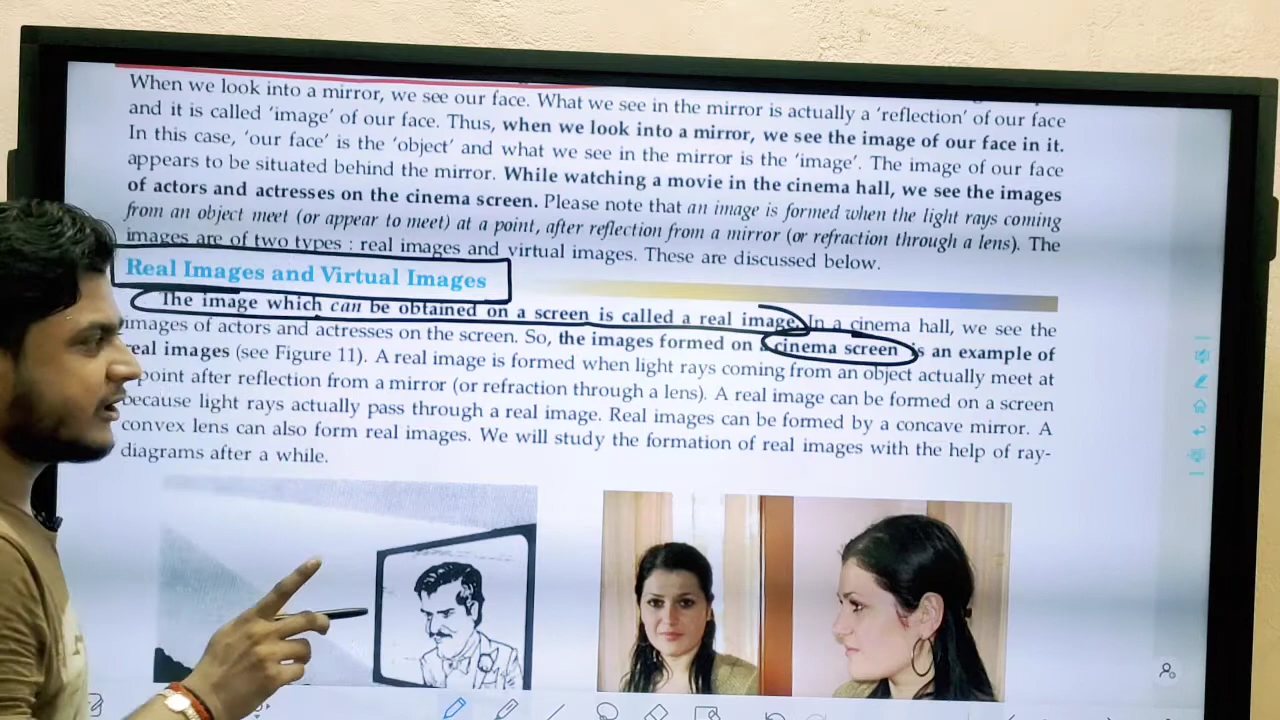 When we look into a mirror, we see our face. What we see in the mirror is actually a 'reflection' of our face
and it is called 'image' of our face. Thus, when we look into a mirror, we see the image of our face in it.
In this case, 'our face' is the 'object' and what we see in the mirror is the 'image'. The image of our face
appears to be situated behind the mirror. While watching a movie in the cinema hall, we see the images
of actors and actresses on the cinema screen. Please note that an image is formed when the light rays coming
from an object meet (or appear to meet) at a point, after reflection from a mirror (or refraction through a lens). The
images are of two types : real images and virtual images. These are discussed below.
Real Images and Virtual Images
The image which can be obtained on a screen is called a real image. In a cinema hall, we see the
images of actors and actresses on the screen. So, the images formed on a cinema screen is an example of
real images (see Figure 11). A real image is formed when light rays coming from an object actually meet at
point after reflection from a mirror (or refraction through a lens). A real image can be formed on a screen
because light rays actually pass through a real image. Real images can be formed by a concave mirror. A
convex lens can also form real images. We will study the formation of real images with the help of ray-
diagrams after a while.